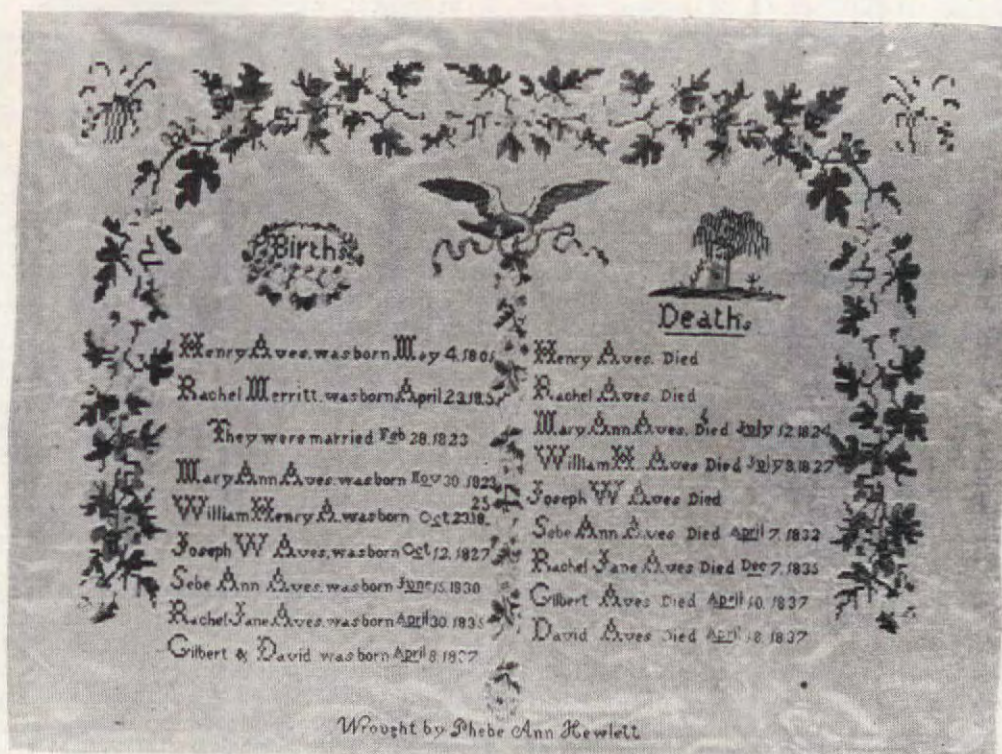 Births
Henry Aves. was born May 4. 1801
Rachel Merritt. was born April 23.
They were married Feb 28. 1823
Mary Ann Aves. was born Nov 30. 1823
25
William Henry A. was born Oct. 23. 18
Joseph W Aves. was born Oct 12. 1827
Sebe Ann Aves. was born June 15. 1830
Rachel Jane Aves. was born April 30. 1835
Gilbert & David was born April 8 1837
Death.
Henry Aves. Died
Rachel Aves. Died
Mary Ann Aves. Died July 12 1824
William H. Aves Died July 8. 1827
Joseph W Aves Died
Sebe Ann Aves Died April 7. 1832
Rachel Jane Aves Died Dec 7. 1835
Gilbert Aves Died April 10. 1837
David Aves Died April 18. 1837
Wrought by Phebe Ann Hewlett